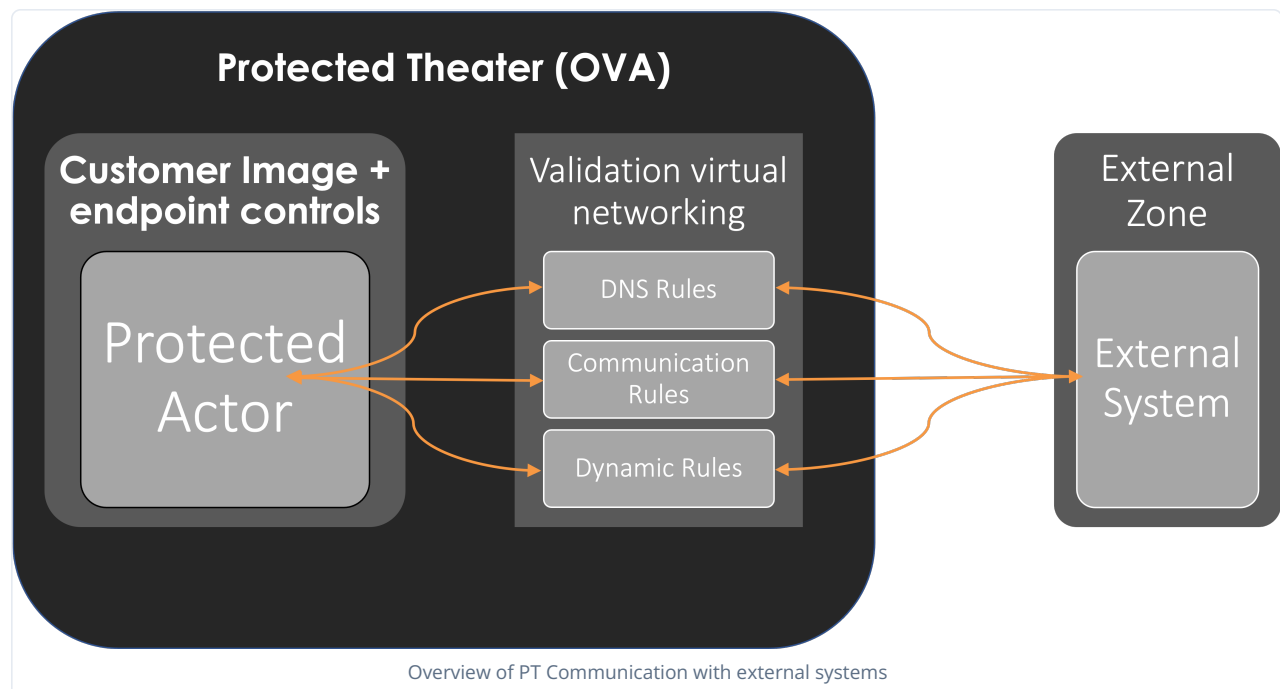 Protected Theater (OVA)
Customer Image +
endpoint controls
Protected
Actor
Validation virtual
networking
DNS Rules
Communication
Rules
Dynamic Rules
External
Zone
External
System
Overview of PT Communication with external systems